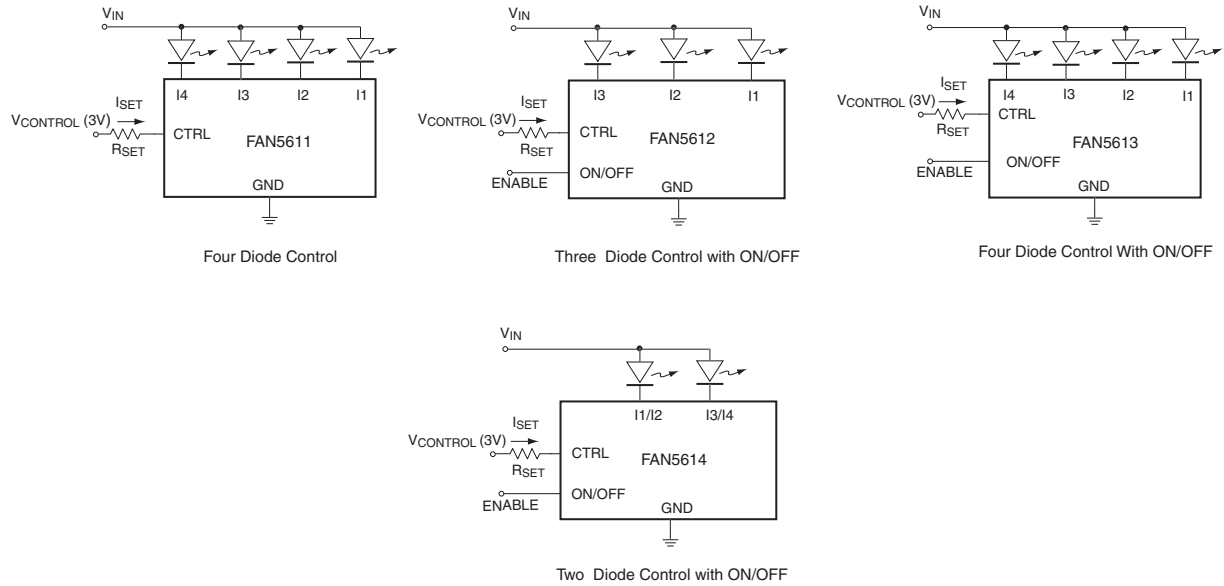 VIN
I4 I3 I2 I1
ISET
VCONTROL (3V)
RSET
CTRL
FAN5611
GND
Four Diode Control
VIN
I3 I2 I1
ISET
VCONTROL (3V)
RSET
CTRL
FAN5612
ENABLE
ON/OFF
GND
Three Diode Control with ON/OFF
VIN
I4 I3 I2 I1
ISET
VCONTROL (3V)
RSET
CTRL
FAN5613
ENABLE
ON/OFF
GND
Four Diode Control With ON/OFF
VIN
I1/I2 I3/I4
ISET
VCONTROL (3V)
RSET
CTRL
FAN5614
ENABLE
ON/OFF
GND
Two Diode Control with ON/OFF